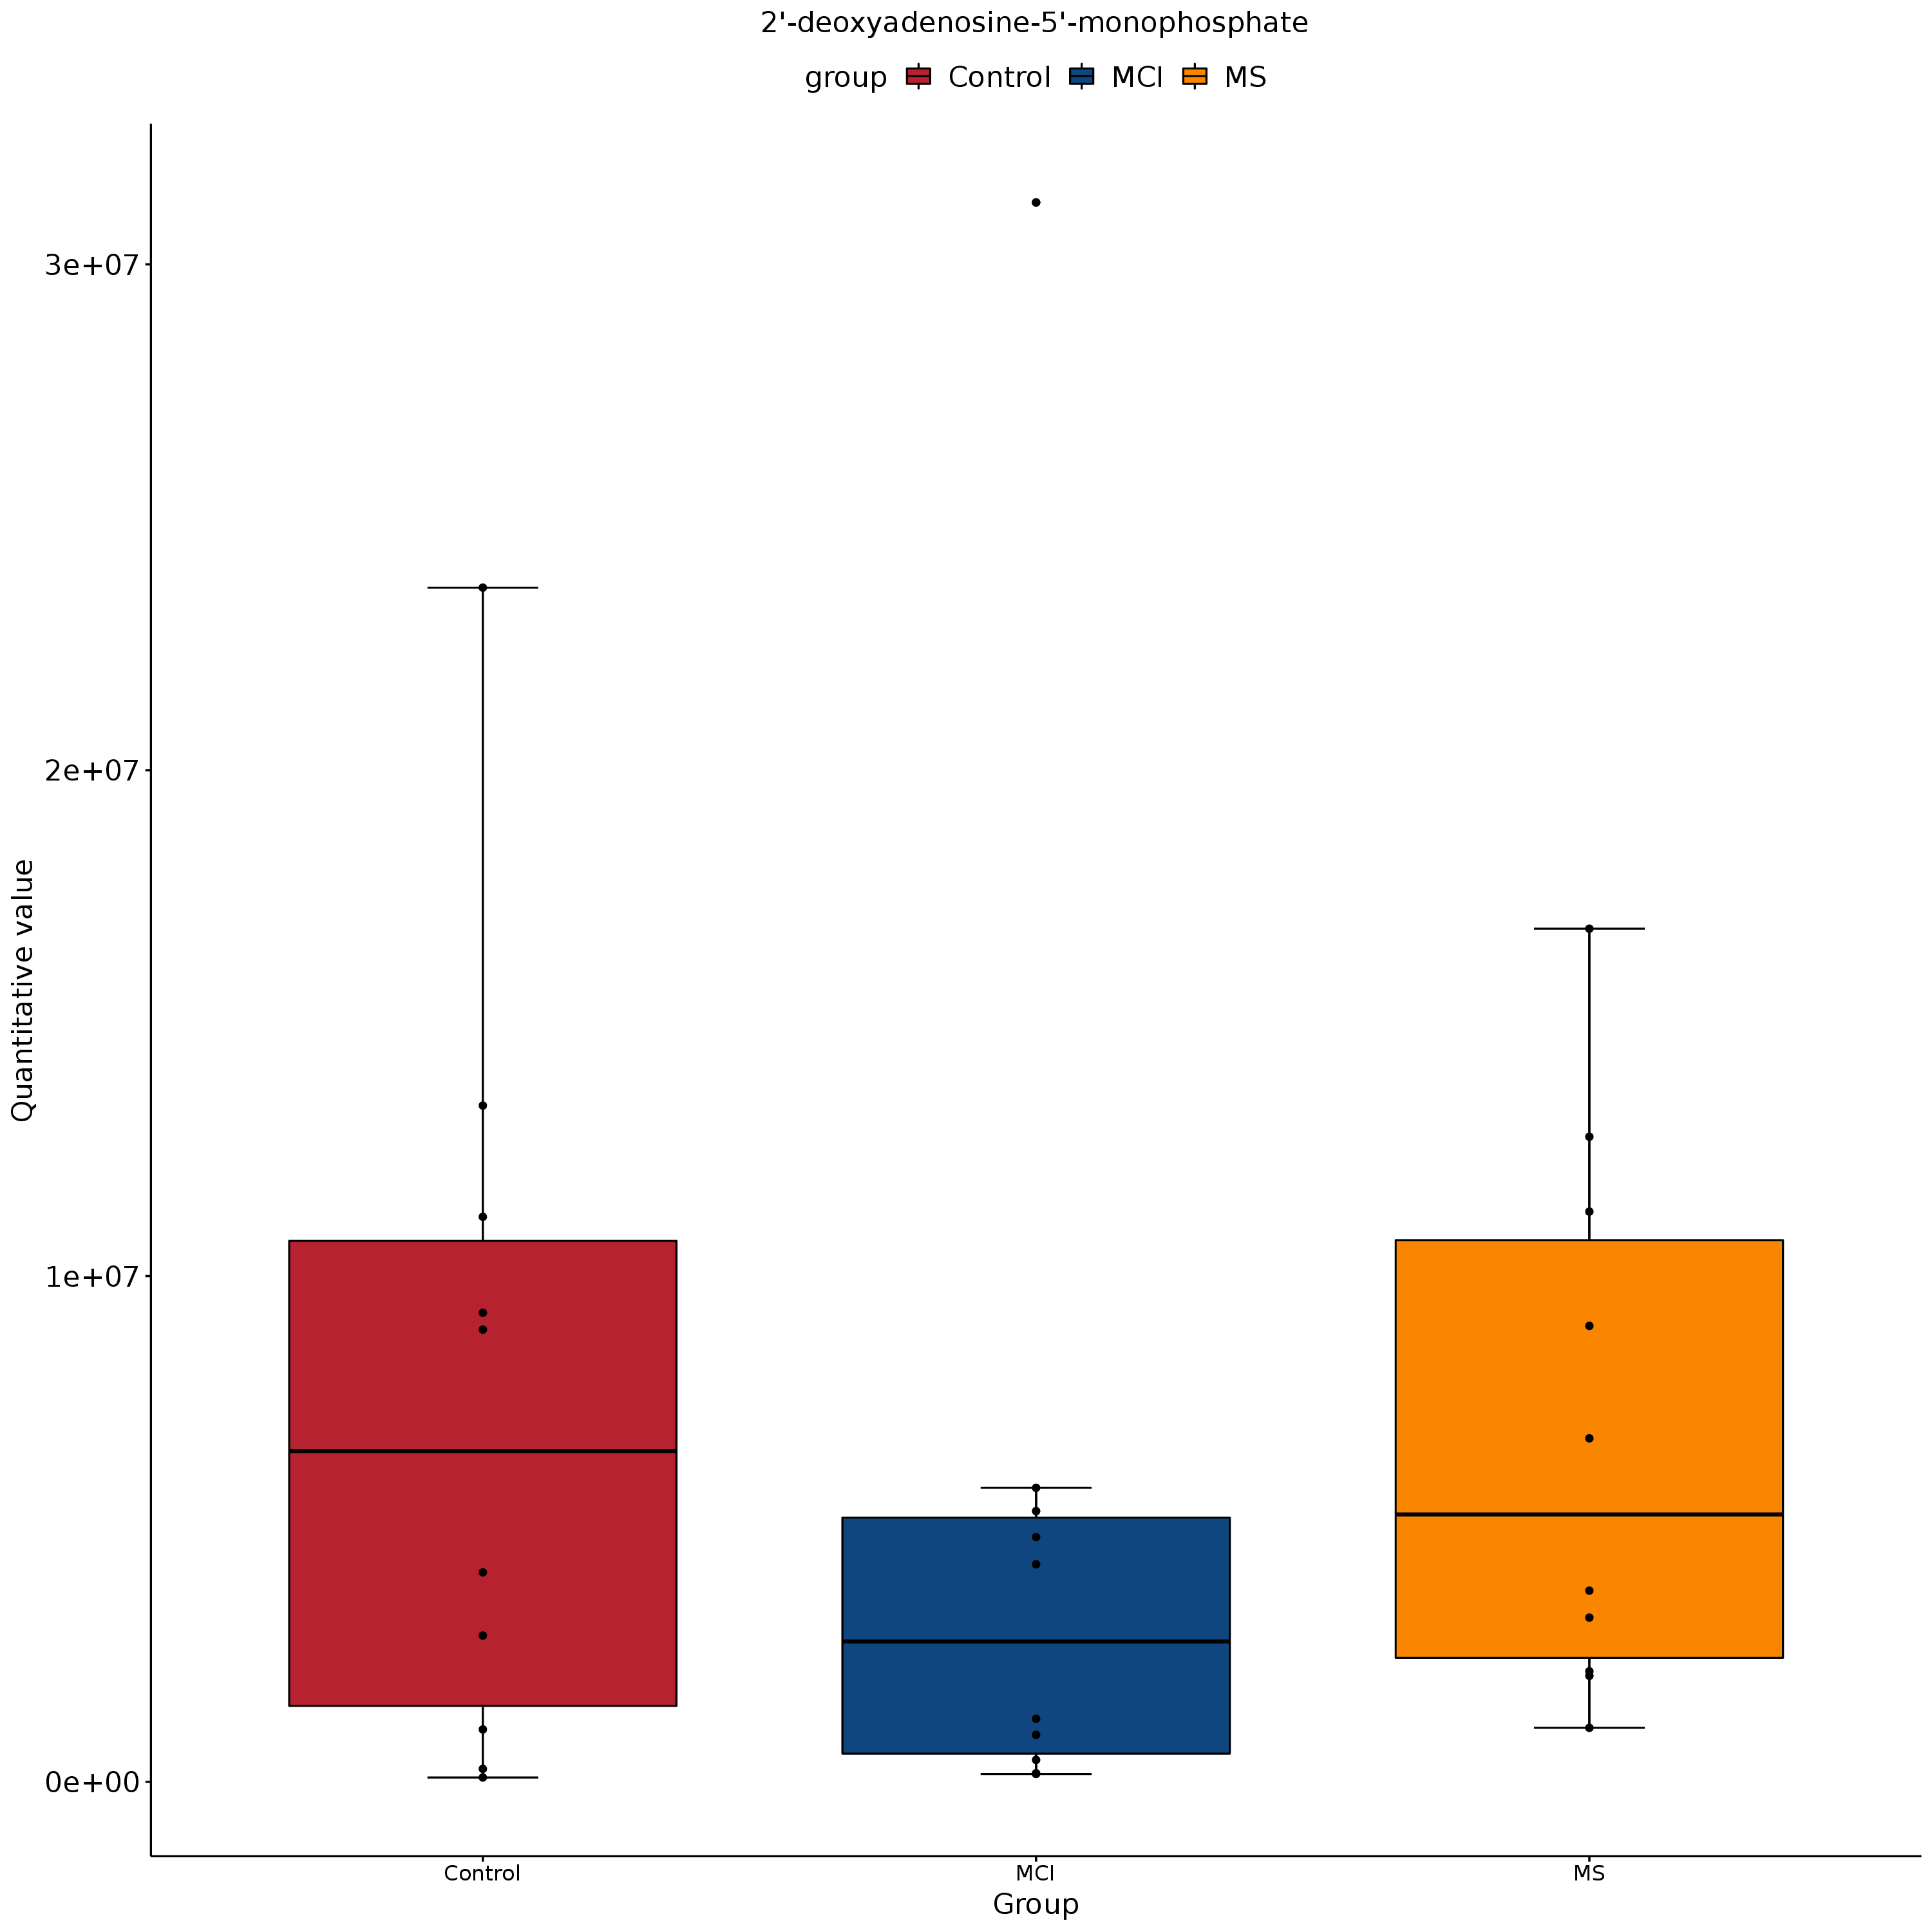 2'-deoxyadenosine-5'-monophosphate
group Control MCI MS
3e+07
2e+07
1e+07
0e+00
Quantitative value
Control MCI MS
Group